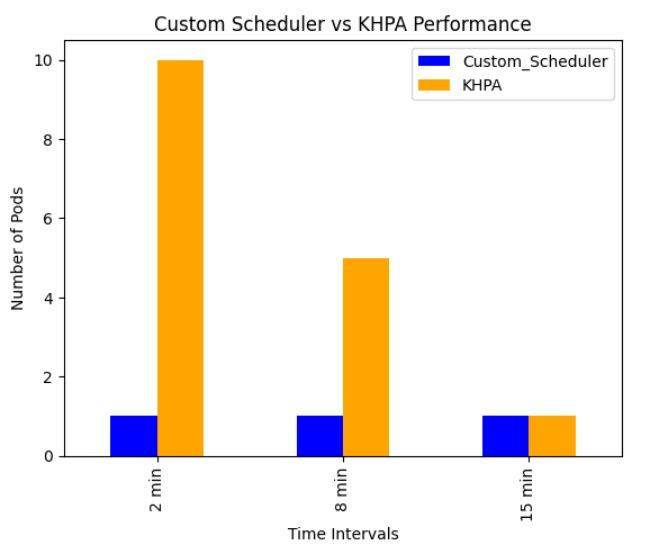 Custom Scheduler vs KHPA Performance
Custom_Scheduler
KHPA
Number of Pods
10
8
6
4
2
0
2 min
8 min
15 min
Time Intervals